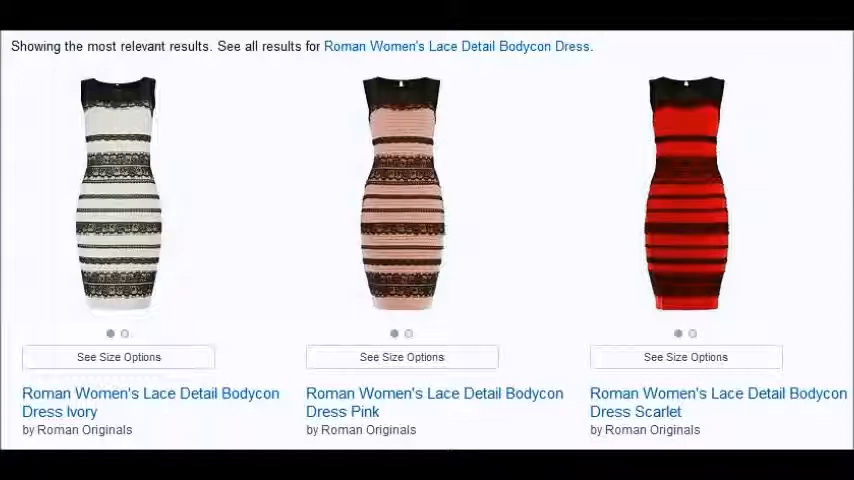 Showing the most relevant results. See all results for Roman Women's Lace Detail Bodycon Dress.
See Size Options
See Size Options
See Size Options
Roman Women's Lace Detail Bodycon
Dress Ivory
by Roman Originals
Roman Women's Lace Detail Bodycon
Dress Pink
by Roman Originals
Roman Women's Lace Detail Bodycon
Dress Scarlet
by Roman Originals